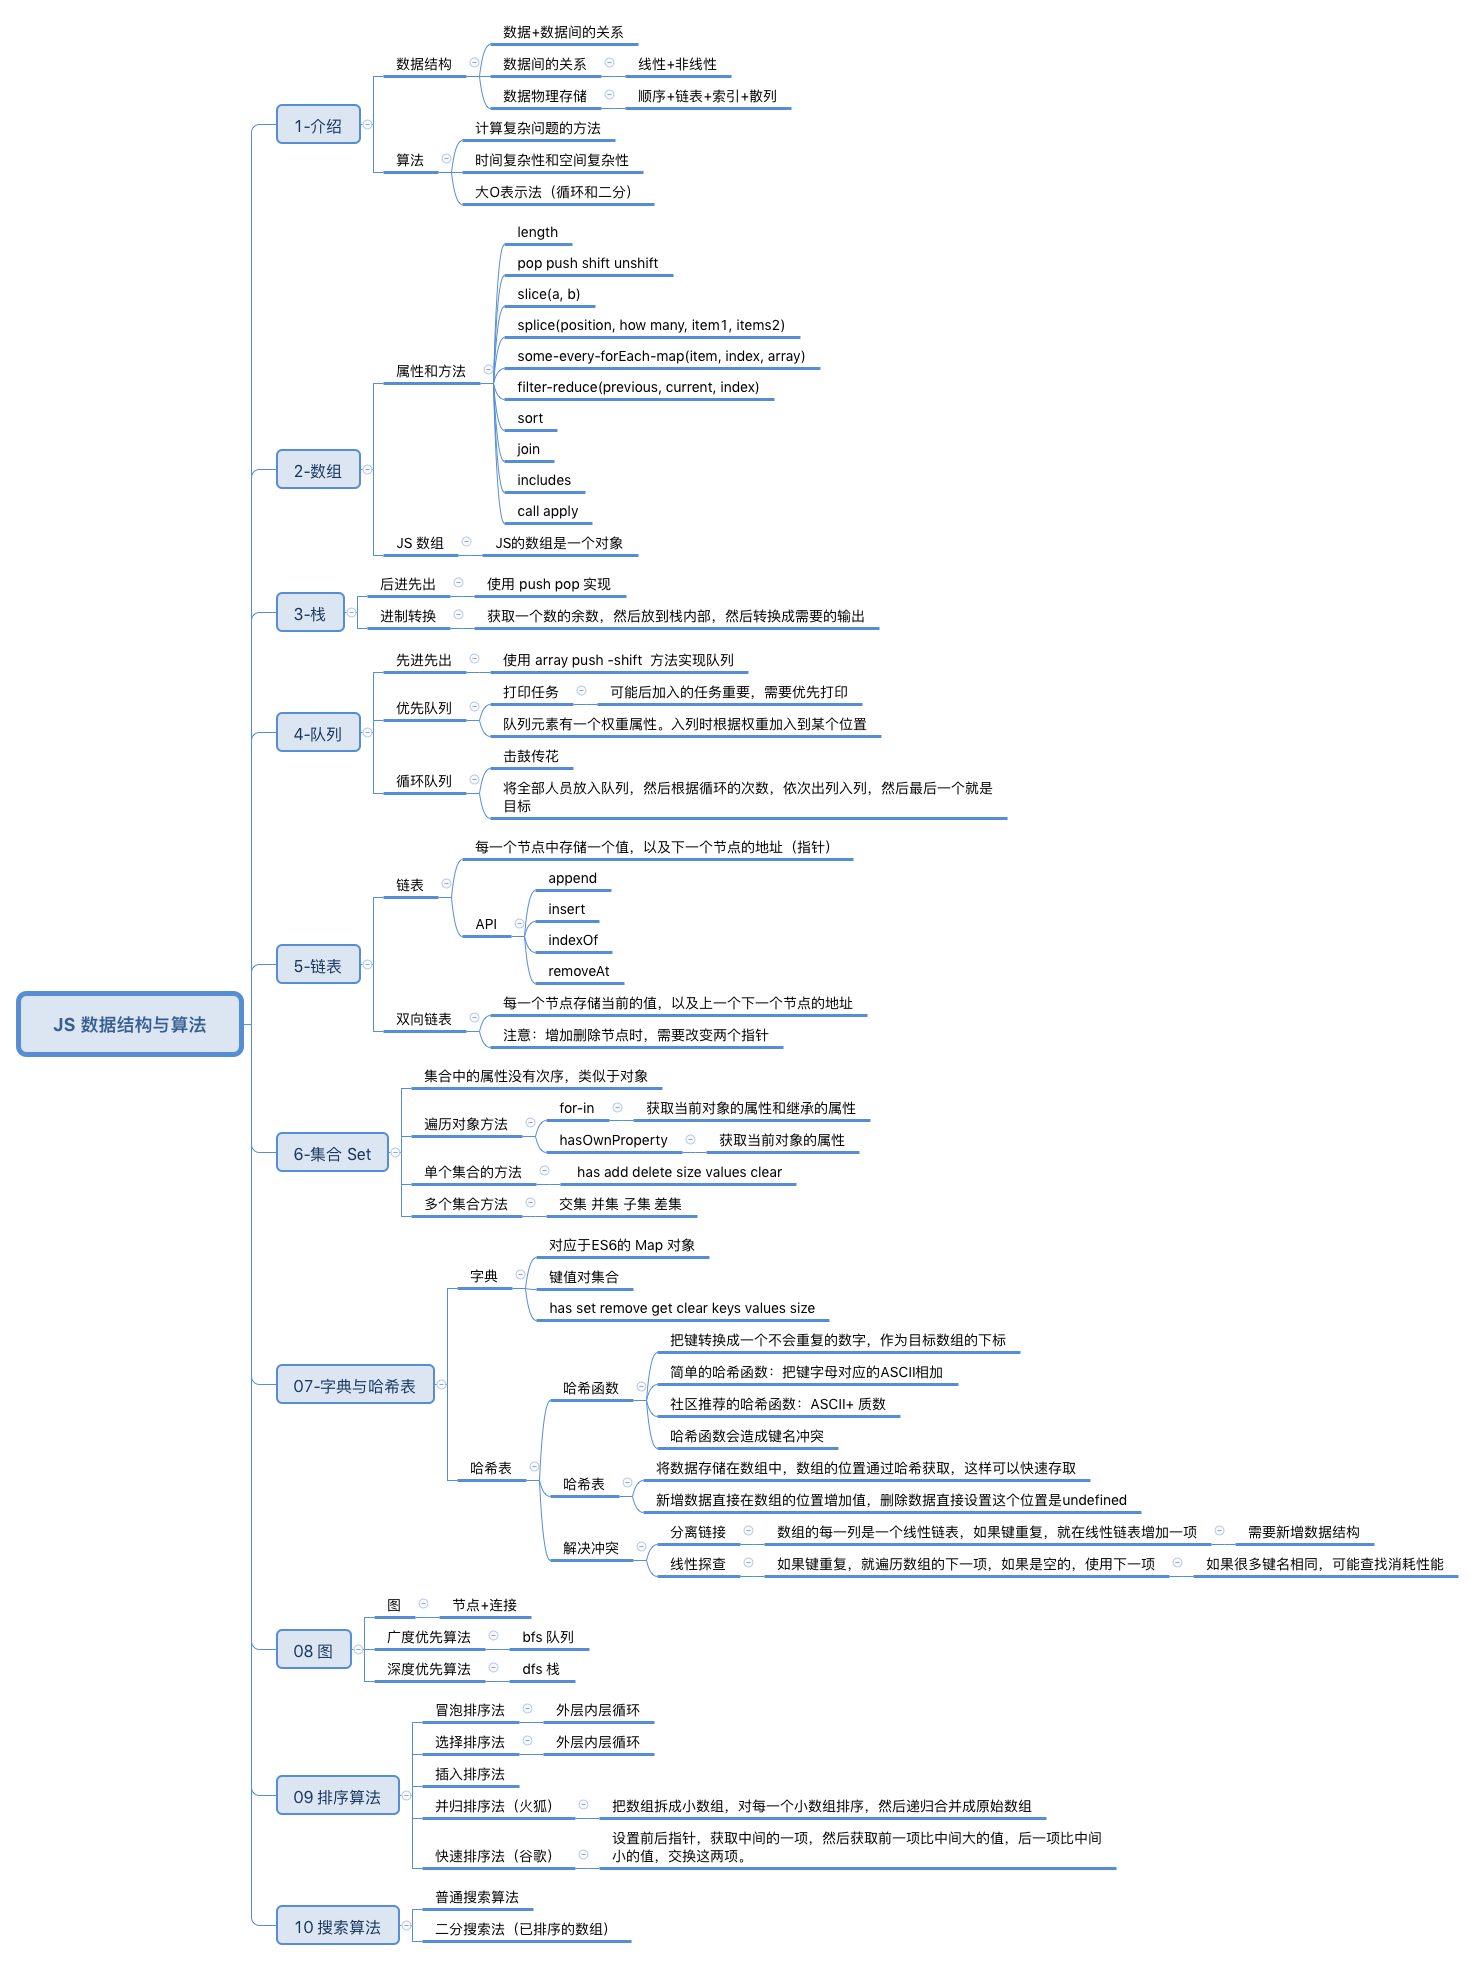 JS 数据结构与算法
1-介绍
数据结构
数据+数据间的关系
数据间的关系
线性+非线性
数据物理存储
顺序+链表+索引+散列
算法
计算复杂问题的方法
时间复杂性和空间复杂性
大O表示法（循环和二分）
2-数组
属性和方法
length
pop push shift unshift
slice(a, b)
splice(position, how many, item1, items2)
some-every-forEach-map(item, index, array)
filter-reduce(previous, current, index)
sort
join
includes
call apply
JS 数组
JS的数组是一个对象
3-栈
后进先出
使用 push pop 实现
进制转换
获取一个数的余数，然后放到栈内部，然后转换成需要的输出
4-队列
先进先出
使用 array push -shift  方法实现队列
优先队列
打印任务
可能后加入的任务重要，需要优先打印
队列元素有一个权重属性。入列时根据权重加入到某个位置
循环队列
击鼓传花
将全部人员放入队列，然后根据循环的次数，依次出列入列，然后最后一个就是
目标
5-链表
链表
每一个节点中存储一个值，以及下一个节点的地址（指针）
API
append
insert
indexOf
removeAt
双向链表
每一个节点存储当前的值，以及上一个下一个节点的地址
注意：增加删除节点时，需要改变两个指针
6-集合 Set
集合中的属性没有次序，类似于对象
遍历对象方法
for-in
获取当前对象的属性和继承的属性
hasOwnProperty
获取当前对象的属性
单个集合的方法
has add delete size values clear
多个集合方法
交集 并集 子集 差集
07-字典与哈希表
字典
对应于ES6的 Map 对象
键值对集合
has set remove get clear keys values size
哈希表
哈希函数
把键转换成一个不会重复的数字，作为目标数组的下标
简单的哈希函数：把键字母对应的ASCII相加
社区推荐的哈希函数：ASCII+ 质数
哈希函数会造成键名冲突
哈希表
将数据存储在数组中，数组的位置通过哈希获取，这样可以快速存取
新增数据直接在数组的位置增加值，删除数据直接设置这个位置是undefined
解决冲突
分离链接
数组的每一列是一个线性链表，如果键重复，就在线性链表增加一项
需要新增数据结构
线性探查
如果键重复，就遍历数组的下一项，如果是空的，使用下一项
如果很多键名相同，可能查找消耗性能
08 图
图
节点+连接
广度优先算法
bfs 队列
深度优先算法
dfs 栈
09 排序算法
冒泡排序法
外层内层循环
选择排序法
外层内层循环
插入排序法
并归排序法（火狐）
把数组拆成小数组，对每一个小数组排序，然后递归合并成原始数组
快速排序法（谷歌）
设置前后指针，获取中间的一项，然后获取前一项比中间大的值，后一项比中间
小的值，交换这两项。
10 搜索算法
普通搜索算法
二分搜索法（已排序的数组）